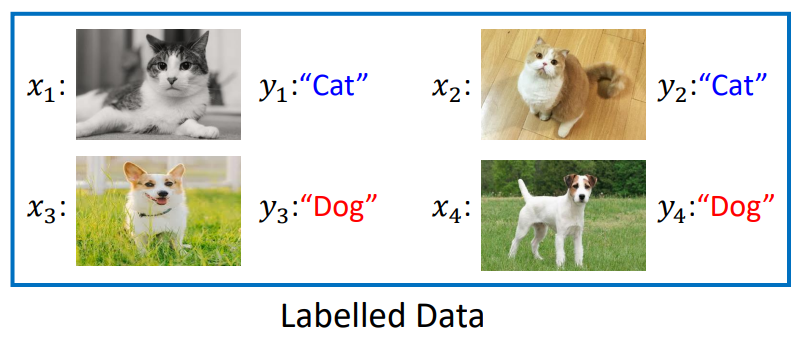 x₁: y₁:“Cat” x₂: y₂:“Cat”
x₃: y₃:“Dog” x₄: y₄:“Dog”
Labelled Data